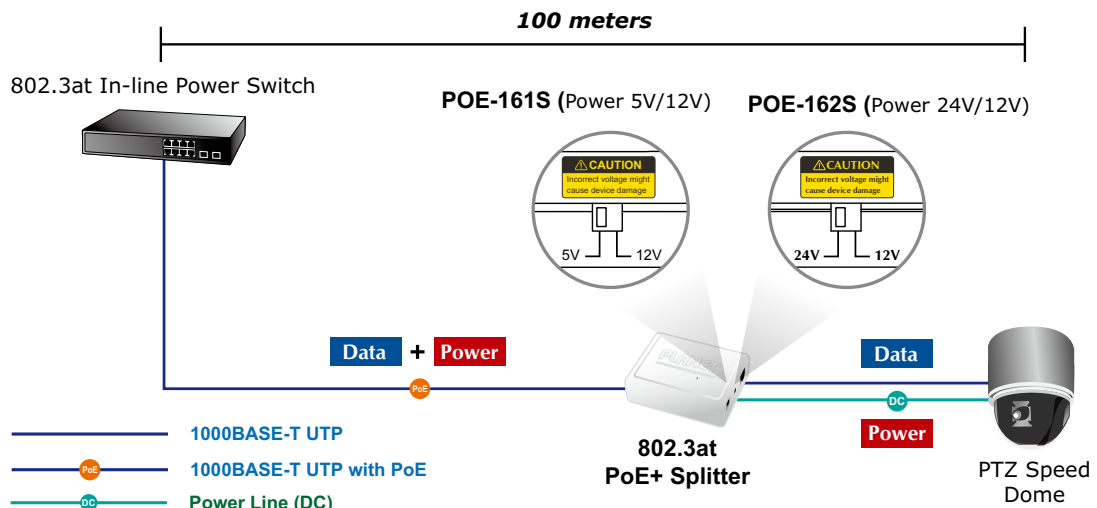 100 meters
802.3at In-line Power Switch
POE-161S (Power 5V/12V)
POE-162S (Power 24V/12V)
CAUTION
Incorrect voltage might
cause device damage
5V
12V
CAUTION
Incorrect voltage might
cause device damage
24V
12V
Data + Power
PoE
PLANET
Data
DC
Power
802.3at
PoE+ Splitter
PTZ Speed
Dome
1000BASE-T UTP
PoE
1000BASE-T UTP with PoE
DC
Power Line (DC)